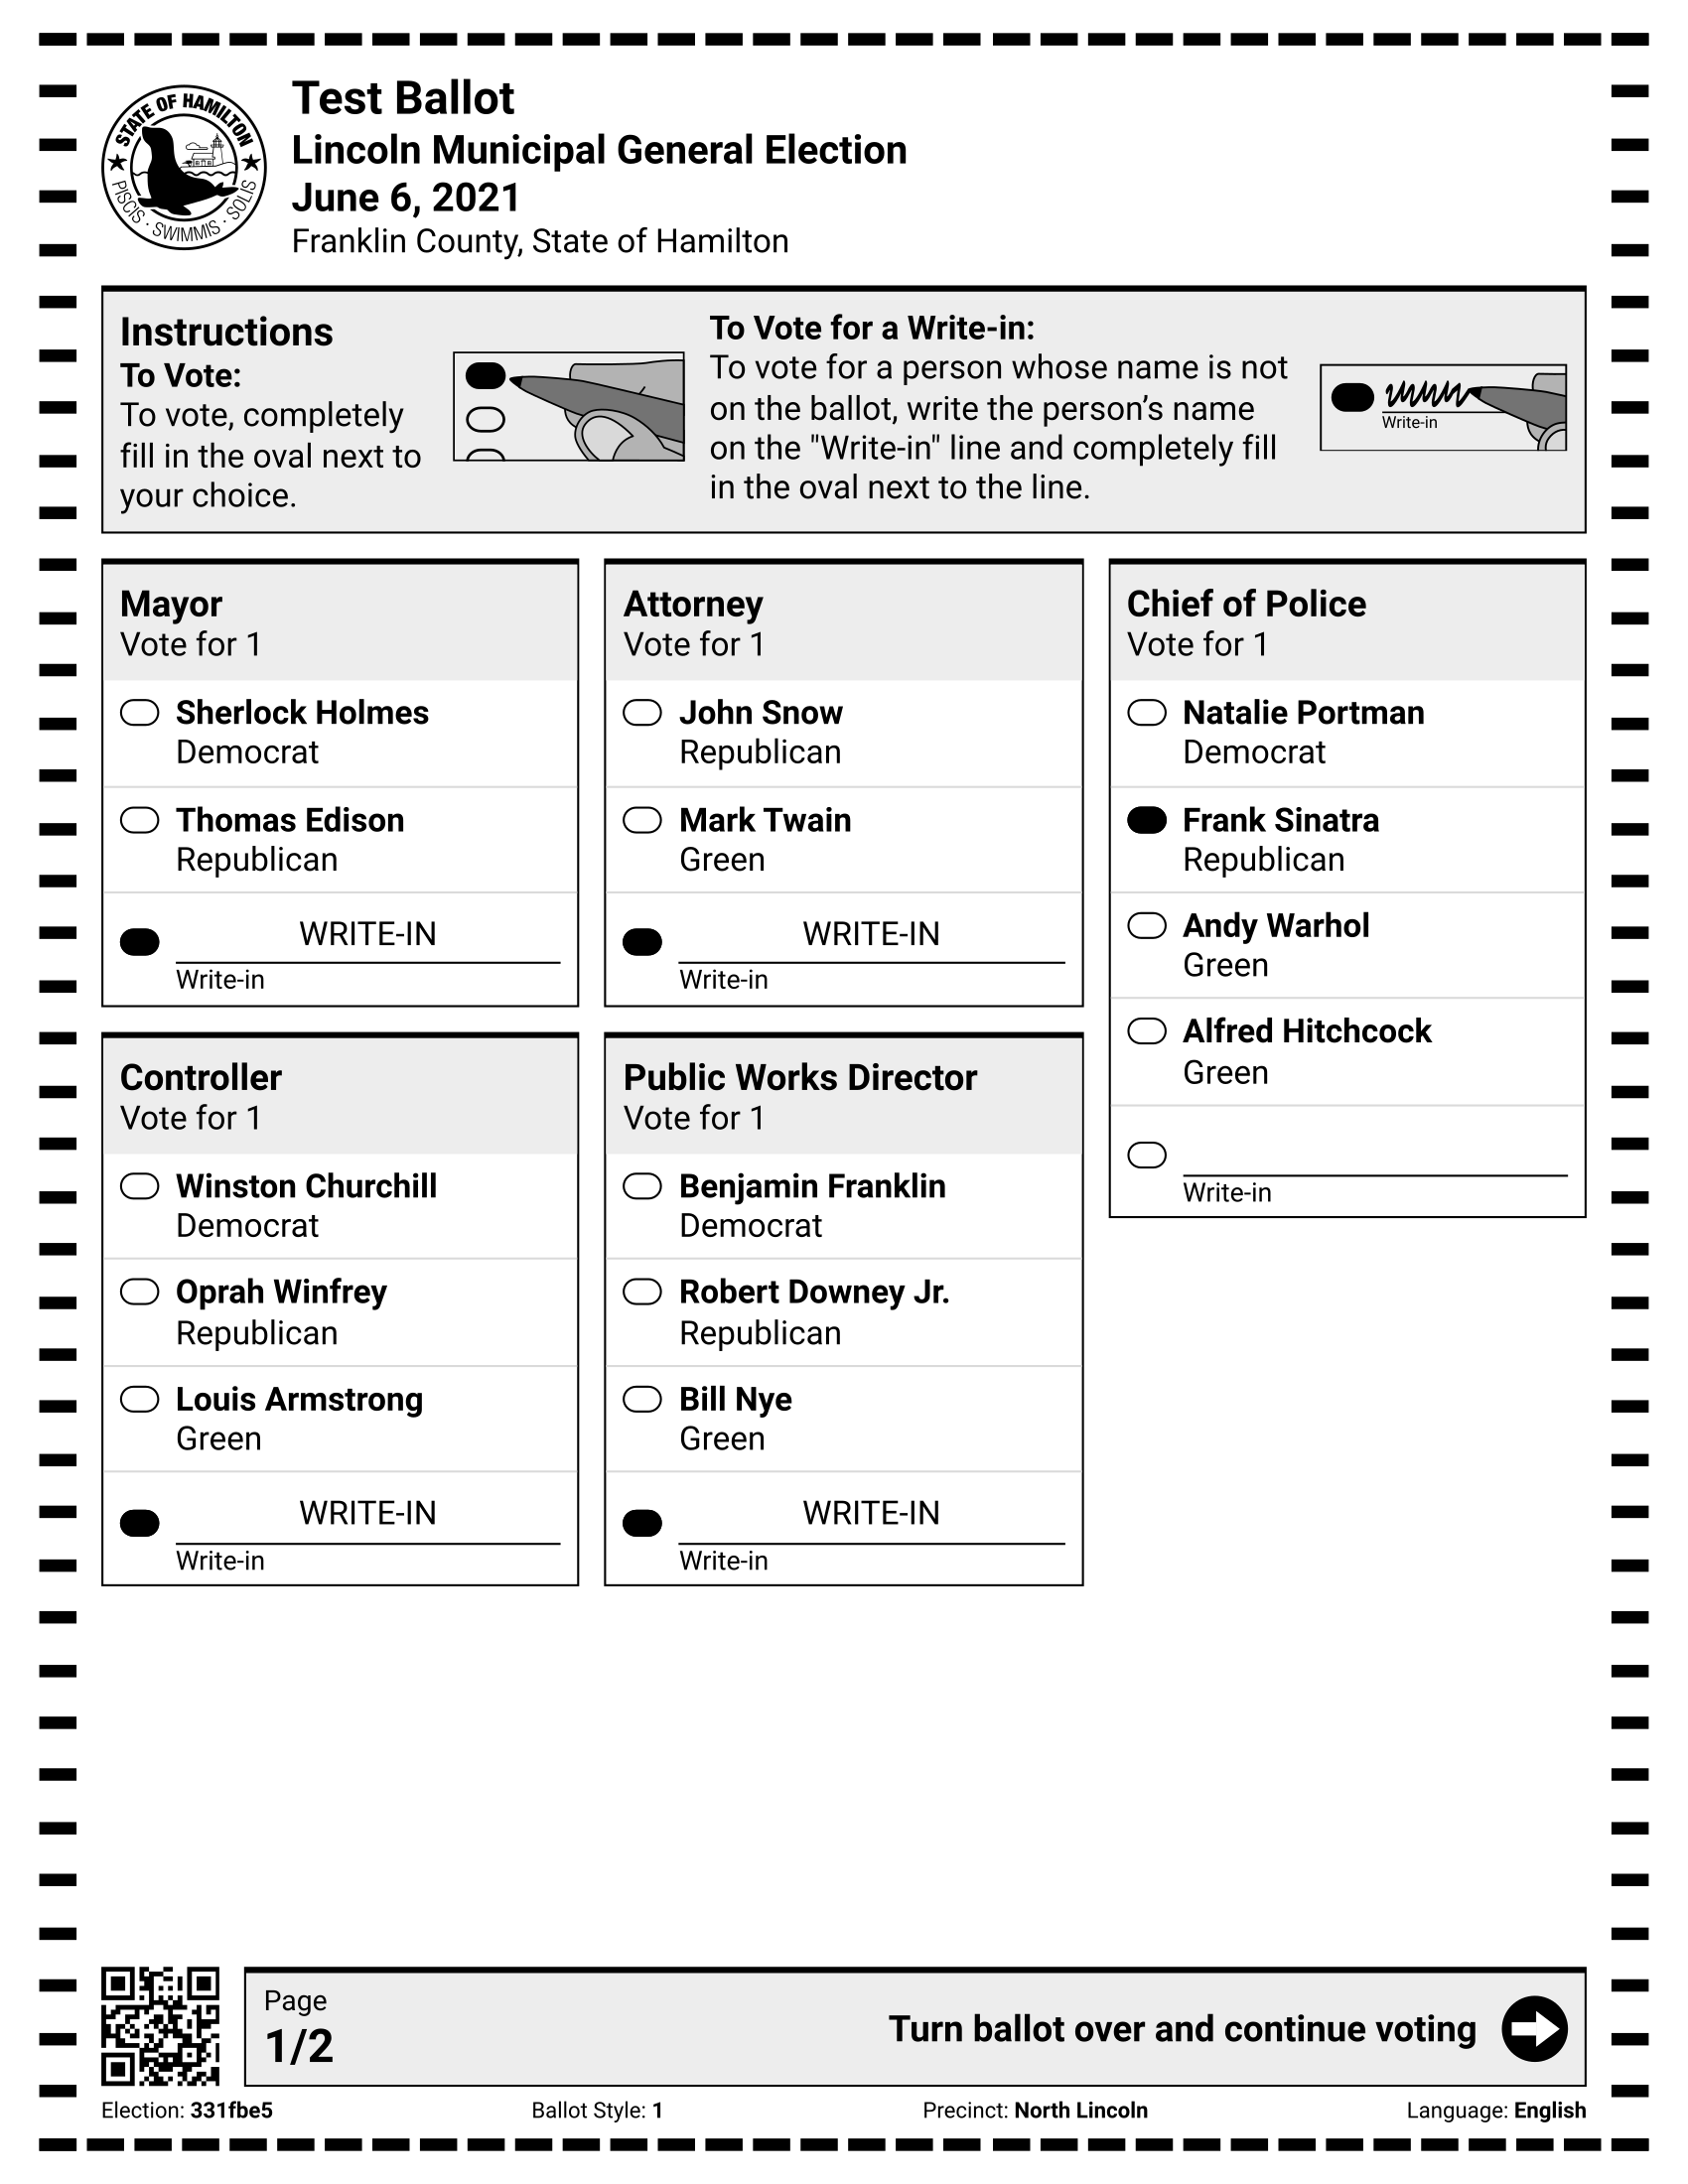 STATE OF HAMILTON
PISCIS · SWIMMIS · SOLIS
Test Ballot
Lincoln Municipal General Election
June 6, 2021
Franklin County, State of Hamilton
Instructions
To Vote:
To vote, completely
fill in the oval next to
your choice.
To Vote for a Write-in:
To vote for a person whose name is not
on the ballot, write the person’s name
on the "Write-in" line and completely fill
in the oval next to the line.
Write-in
Mayor
Vote for 1
Sherlock Holmes
Democrat
Thomas Edison
Republican
WRITE-IN
Write-in
Controller
Vote for 1
Winston Churchill
Democrat
Oprah Winfrey
Republican
Louis Armstrong
Green
WRITE-IN
Write-in
Attorney
Vote for 1
John Snow
Republican
Mark Twain
Green
WRITE-IN
Write-in
Public Works Director
Vote for 1
Benjamin Franklin
Democrat
Robert Downey Jr.
Republican
Bill Nye
Green
WRITE-IN
Write-in
Chief of Police
Vote for 1
Natalie Portman
Democrat
Frank Sinatra
Republican
Andy Warhol
Green
Alfred Hitchcock
Green
Write-in
Page
1/2
Turn ballot over and continue voting
Election: 331fbe5 Ballot Style: 1 Precinct: North Lincoln Language: English